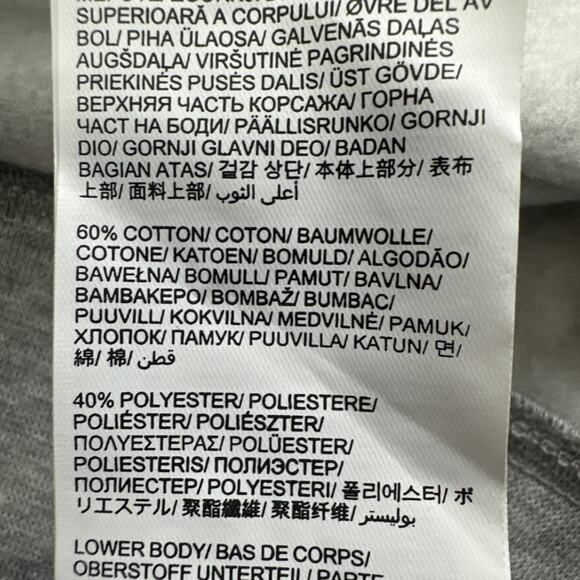 SUPERIOARĂ A CORPULUI/ ØVRE DEL AV
BOL/ PIHA ÜLAOSA/ GALVENĀS DAĻAS
AUGŠDAĻA/ VIRŠUTINĖ PAGRINDINĖS
PRIEKINĖS PUSĖS DALIS/ ÜST GÖVDE/
ВЕРХНЯЯ ЧАСТЬ КОРСАЖА/ ГОРНА
ЧАСТ НА БОДИ/ PÄÄLLISRUNKO/ GORNJI
DIO/ GORNJI GLAVNI DEO/ BADAN
BAGIAN ATAS/ 겉감 상단/ 本体上部分/ 表布
上部/ 面料上部/ أعلى الثوب/
60% COTTON/ COTON/ BAUMWOLLE/
COTONE/ KATOEN/ BOMULD/ ALGODÃO/
BAWEŁNA/ BOMULL/ PAMUT/ BAVLNA/
ΒΑΜΒΑΚΕΡΟ/ BOMBAŽ/ BUMBAC/
PUUVILL/ KOKVILNA/ MEDVILNĖ/ PAMUK/
ХЛОПОК/ ПАМУК/ PUUVILLA/ KATUN/ 면/
綿/ 棉/ قطن/
40% POLYESTER/ POLIESTERE/
POLIÉSTER/ POLIÉSZTER/
ΠΟΛΥΕΣΤΕΡΑΣ/ POLÜESTER/
POLIESTERIS/ ПОЛИЭСТЕР/
ПОЛИЕСТЕР/ POLYESTERI/ 폴리에스터/ ポ
リエステル/ 聚酯纖維/ 聚酯纤维/ بوليستر/
LOWER BODY/ BAS DE CORPS/
OBERSTOFF UNTERTEIL/ PARTE